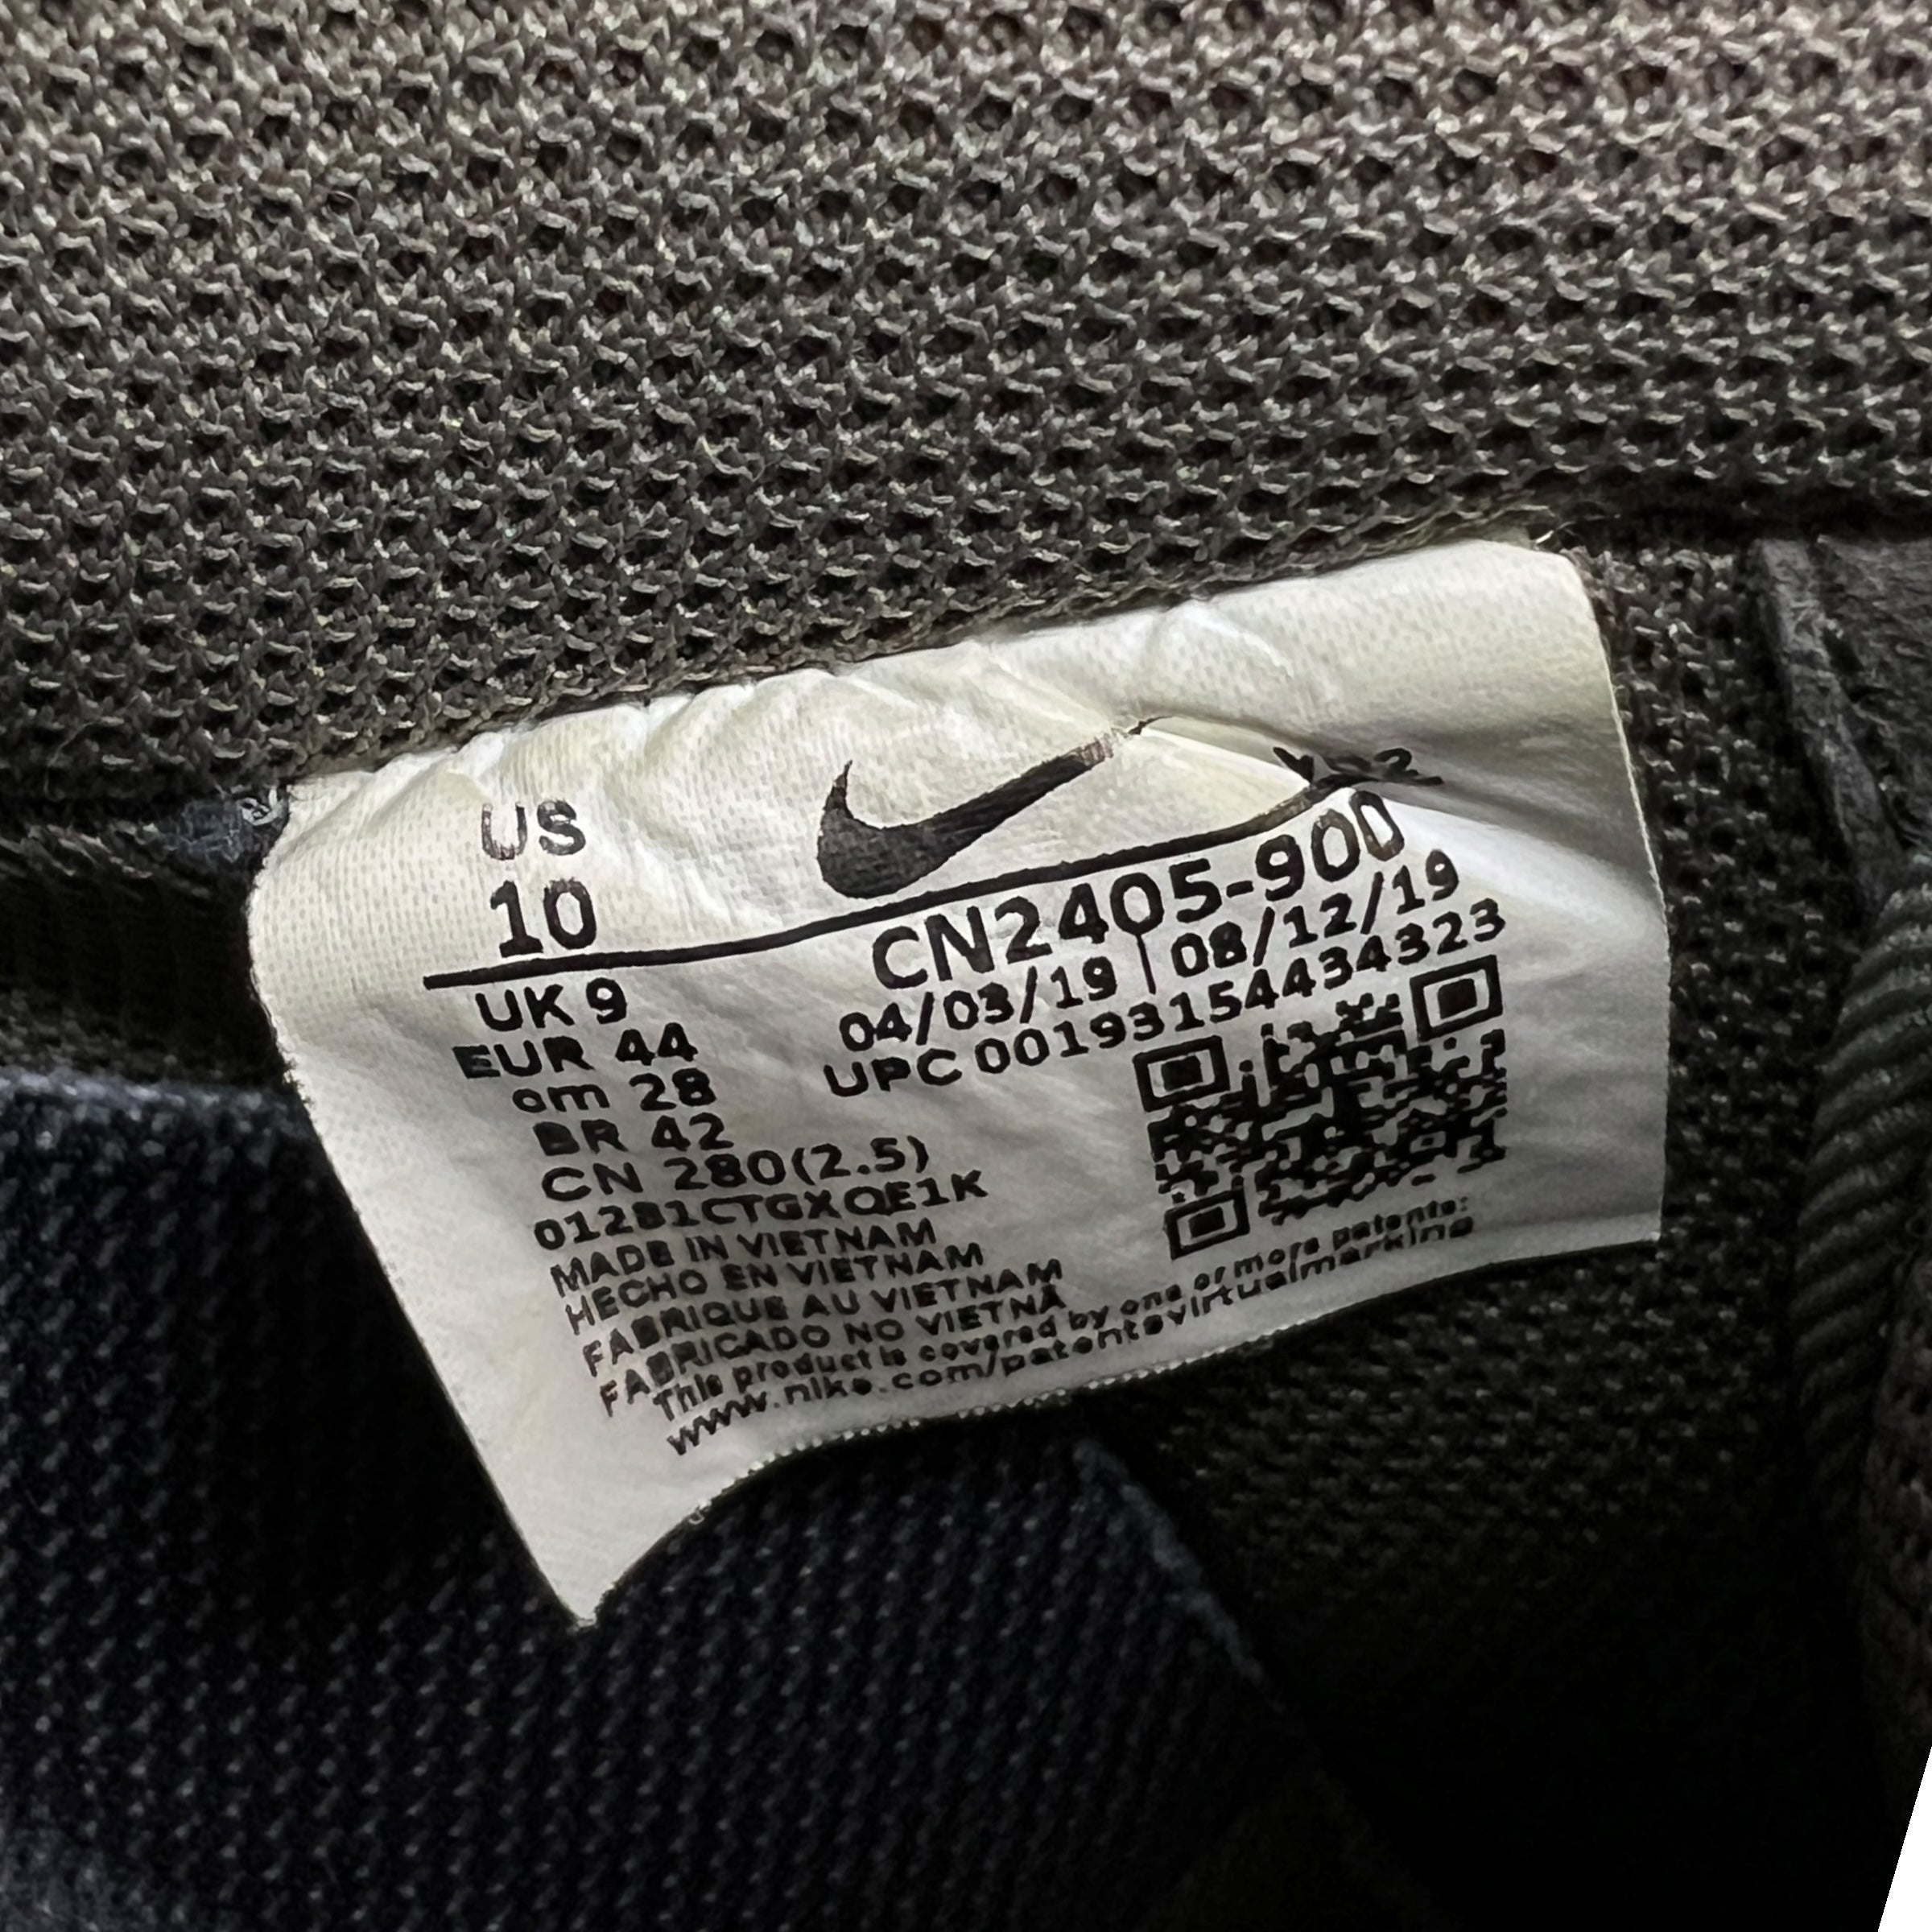 US
10
CN2405-900
04/03/19 | 08/12/19
UPC 00193154434323
UK 9
EUR 44
cm 28
BR 42
CN 280(2.5)
MADE IN VIETNAM
HECHO EN VIETNAM
FABRIQUE AU VIETNAM
FABRICADO NO VIETNÃ
This product is covered by one or more patents:
www.nike.com/patentsvirtualmarking